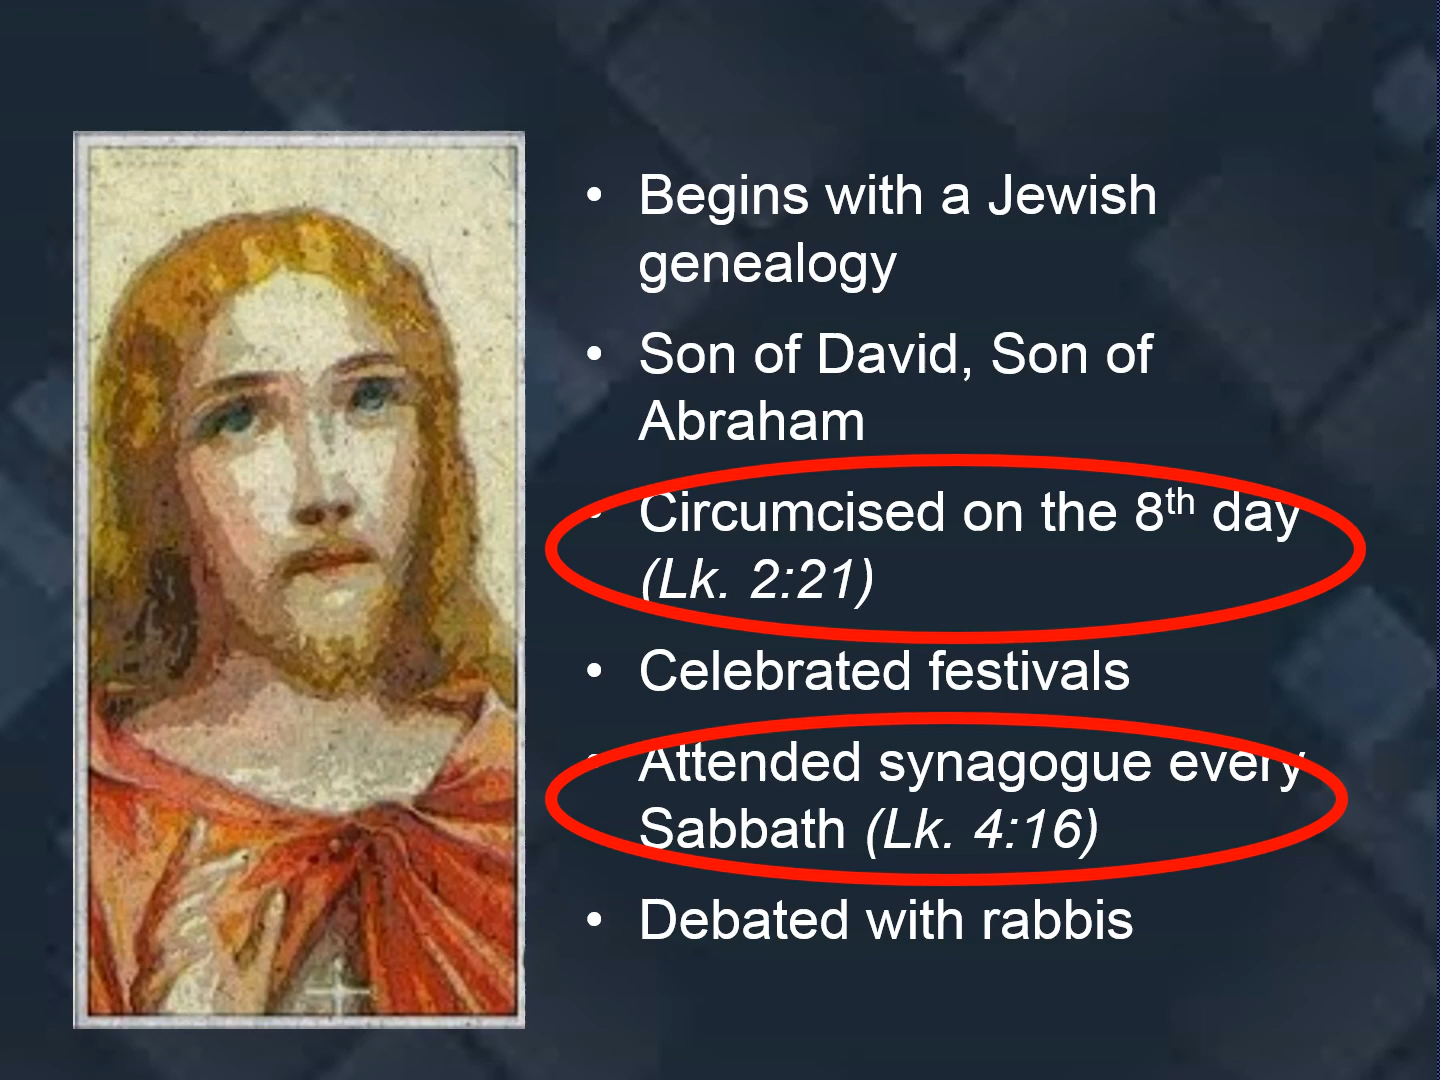 • Begins with a Jewish
genealogy
• Son of David, Son of
Abraham
• Circumcised on the 8th day
(Lk. 2:21)
• Celebrated festivals
• Attended synagogue every
Sabbath (Lk. 4:16)
• Debated with rabbis